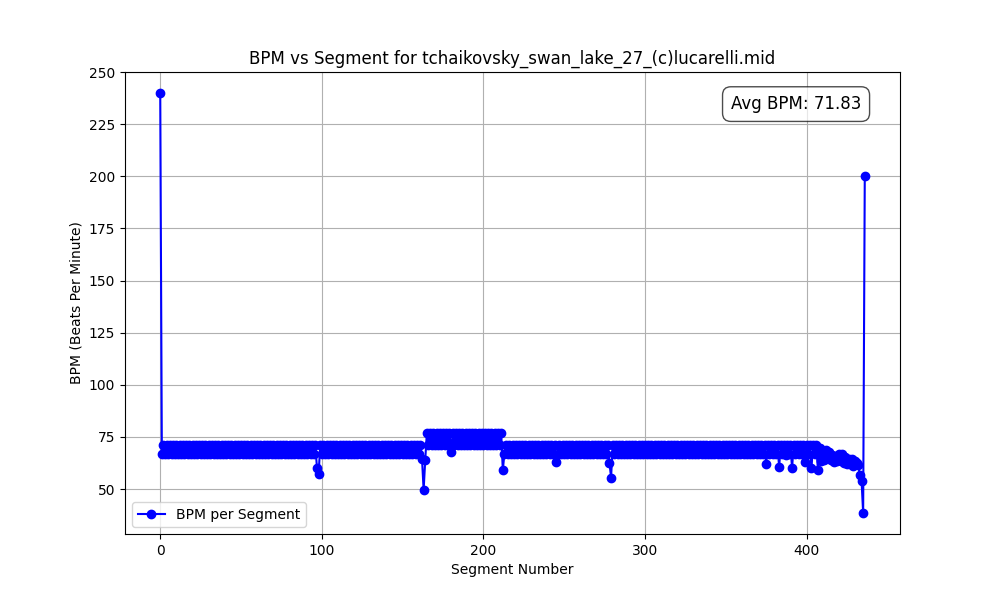 BPM vs Segment for tchaikovsky_swan_lake_27_(c)lucarelli.mid
Avg BPM: 71.83
BPM (Beats Per Minute)
250
225
200
175
150
125
100
75
50
BPM per Segment
0 100 200 300 400
Segment Number